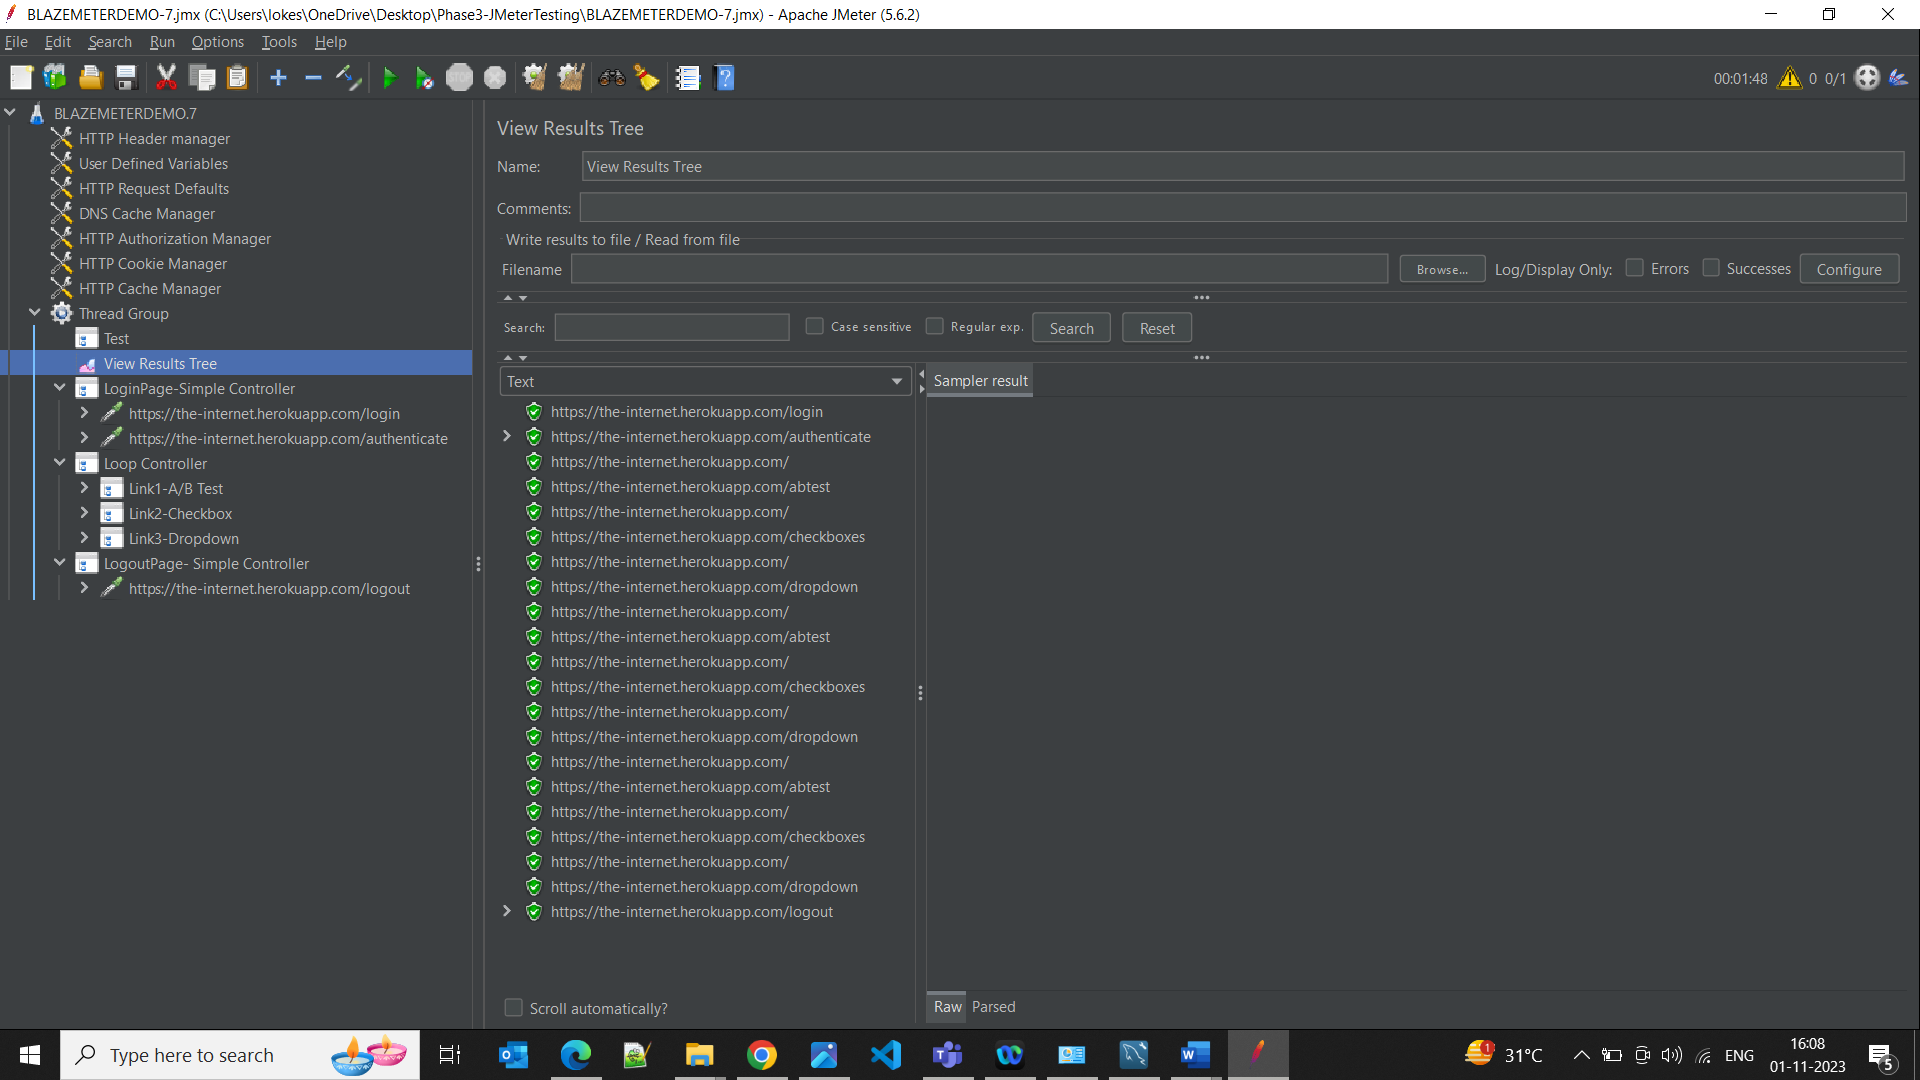 BLAZEMETERDEMO-7.jmx (C:\Users\lokes\OneDrive\Desktop\Phase3-JMeterTesting\BLAZEMETERDEMO-7.jmx) - Apache JMeter (5.6.2)
File Edit Search Run Options Tools Help
STOP
00:01:48 0 0/1
BLAZEMETERDEMO.7
HTTP Header manager
User Defined Variables
HTTP Request Defaults
DNS Cache Manager
HTTP Authorization Manager
HTTP Cookie Manager
HTTP Cache Manager
Thread Group
Test
View Results Tree
LoginPage-Simple Controller
https://the-internet.herokuapp.com/login
https://the-internet.herokuapp.com/authenticate
Loop Controller
Link1-A/B Test
Link2-Checkbox
Link3-Dropdown
LogoutPage- Simple Controller
https://the-internet.herokuapp.com/logout
View Results Tree
Name: View Results Tree
Comments:
Write results to file / Read from file
Filename Browse... Log/Display Only: Errors Successes Configure
Search: Case sensitive Regular exp. Search Reset
Text
https://the-internet.herokuapp.com/login
https://the-internet.herokuapp.com/authenticate
https://the-internet.herokuapp.com/
https://the-internet.herokuapp.com/abtest
https://the-internet.herokuapp.com/
https://the-internet.herokuapp.com/checkboxes
https://the-internet.herokuapp.com/
https://the-internet.herokuapp.com/dropdown
https://the-internet.herokuapp.com/
https://the-internet.herokuapp.com/abtest
https://the-internet.herokuapp.com/
https://the-internet.herokuapp.com/checkboxes
https://the-internet.herokuapp.com/
https://the-internet.herokuapp.com/dropdown
https://the-internet.herokuapp.com/
https://the-internet.herokuapp.com/abtest
https://the-internet.herokuapp.com/
https://the-internet.herokuapp.com/checkboxes
https://the-internet.herokuapp.com/
https://the-internet.herokuapp.com/dropdown
https://the-internet.herokuapp.com/logout
Scroll automatically?
Sampler result
Raw Parsed
Type here to search
1 31°C ENG
16:08
01-11-2023
5